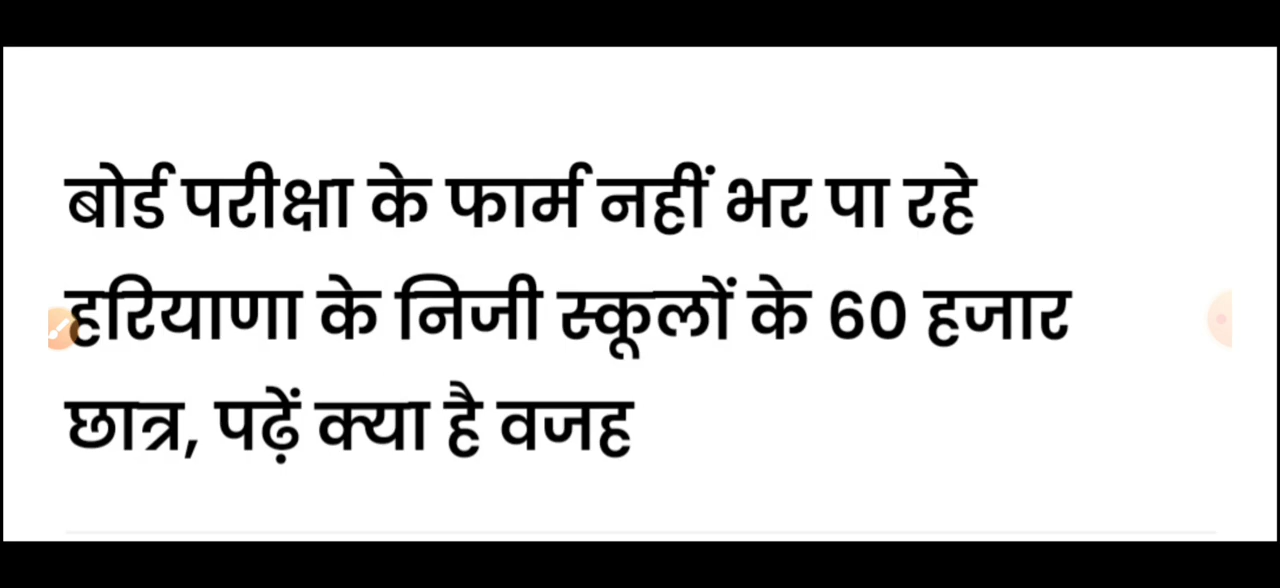 बोर्ड परीक्षा के फार्म नहीं भर पा रहे
हरियाणा के निजी स्कूलों के 60 हजार
छात्र, पढ़ें क्या है वजह